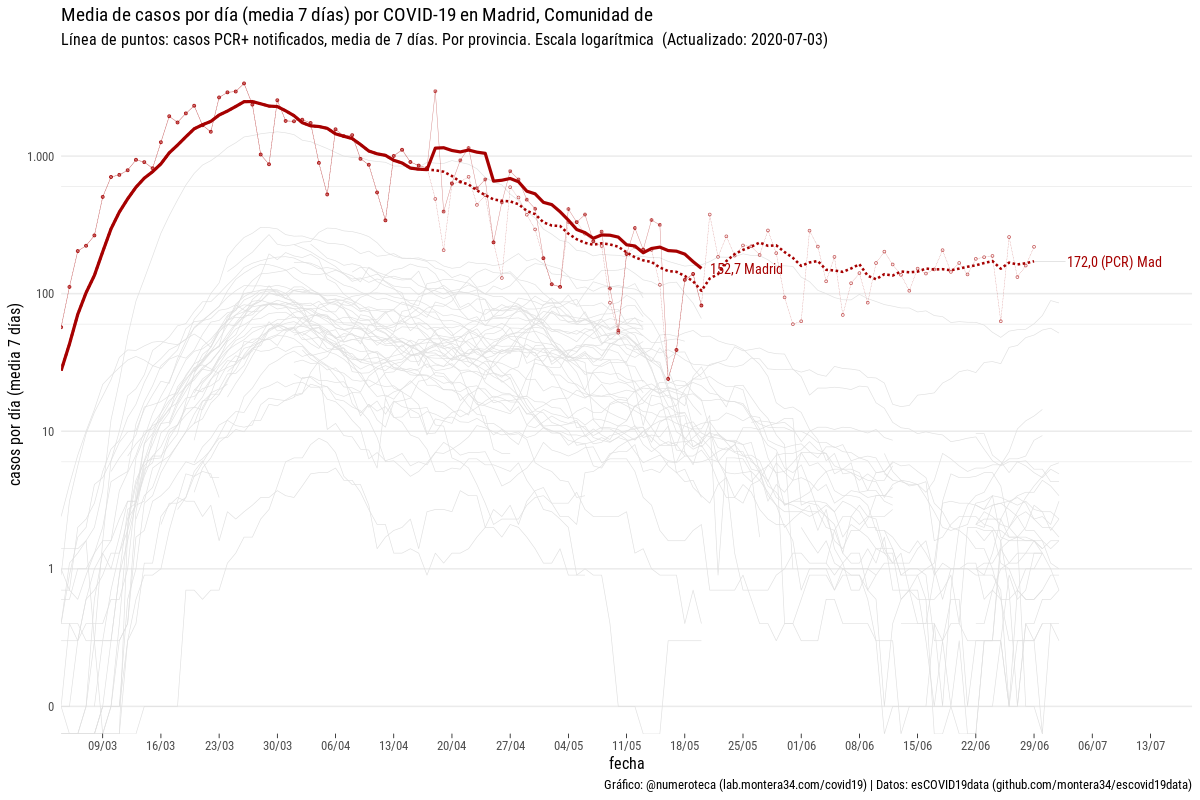 Media de casos por día (media 7 días) por COVID-19 en Madrid, Comunidad de
Línea de puntos: casos PCR+ notificados, media de 7 días. Por provincia. Escala logarítmica  (Actualizado: 2020-07-03)
casos por día (media 7 días)
1.000
100
10
1
0
152,7 Madrid
172,0 (PCR) Mad
09/03 16/03 23/03 30/03 06/04 13/04 20/04 27/04 04/05 11/05 18/05 25/05 01/06 08/06 15/06 22/06 29/06 06/07 13/07
fecha
Gráfico: @numeroteca (lab.montera34.com/covid19) | Datos: esCOVID19data (github.com/montera34/escovid19data)